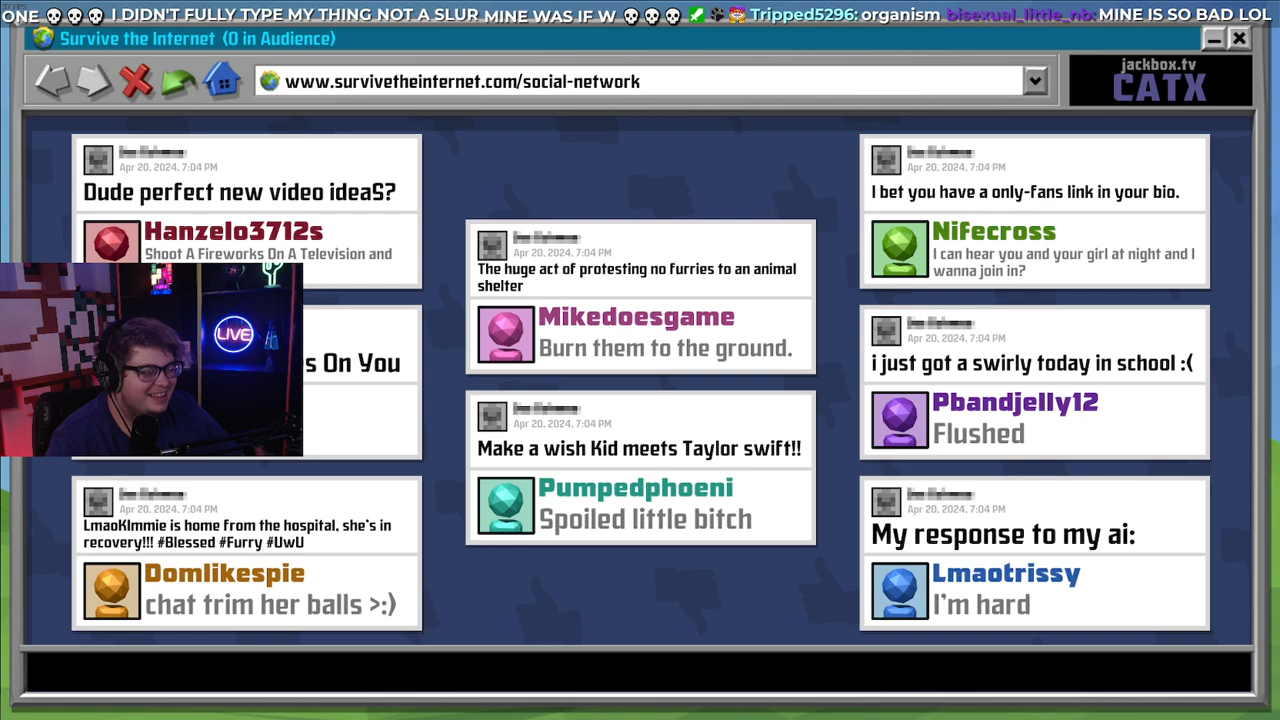 ONE I DIDN'T FULLY TYPE MY THING NOT A SLUR MINE WAS IF W Tripped5296: organism bisexual_little_nb: MINE IS SO BAD LOL
Survive the Internet (0 in Audience)
www.survivetheinternet.com/social-network
jackbox.tv
CATX
Apr 20, 2024, 7:04 PM
Dude perfect new video ideaS?
Hanzelo3712s
Shoot A Fireworks On A Television and
LIVE
s On You
Apr 20, 2024, 7:04 PM
LmaoKImmie is home from the hospital, she's in
recovery!!! #Blessed #Furry #UwU
Domlikespie
chat trim her balls >:)
Apr 20, 2024, 7:04 PM
The huge act of protesting no furries to an animal
shelter
Mikedoesgame
Burn them to the ground.
Apr 20, 2024, 7:04 PM
Make a wish Kid meets Taylor swift!!
Pumpedphoeni
Spoiled little bitch
Apr 20, 2024, 7:04 PM
I bet you have a only-fans link in your bio.
Nifecross
I can hear you and your girl at night and I
wanna join in?
Apr 20, 2024, 7:04 PM
i just got a swirly today in school :(
Pbandjelly12
Flushed
Apr 20, 2024, 7:04 PM
My response to my ai:
Lmaotrissy
I'm hard